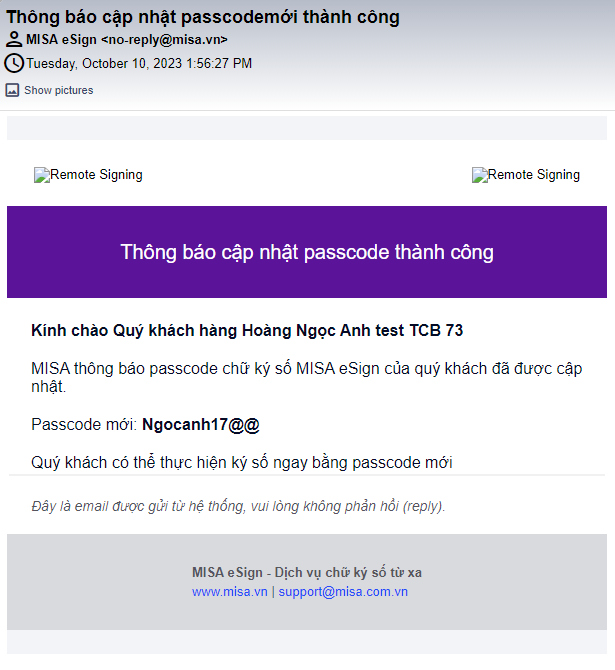 Thông báo cập nhật passcodemới thành công
MISA eSign <no-reply@misa.vn>
Tuesday, October 10, 2023 1:56:27 PM
Show pictures
Remote Signing
Remote Signing
Thông báo cập nhật passcode thành công
Kính chào Quý khách hàng Hoàng Ngọc Anh test TCB 73
MISA thông báo passcode chữ ký số MISA eSign của quý khách đã được cập
nhật.
Passcode mới: Ngocanh17@@
Quý khách có thể thực hiện ký số ngay bằng passcode mới
Đây là email được gửi từ hệ thống, vui lòng không phản hồi (reply).
MISA eSign - Dịch vụ chữ ký số từ xa
www.misa.vn | support@misa.com.vn